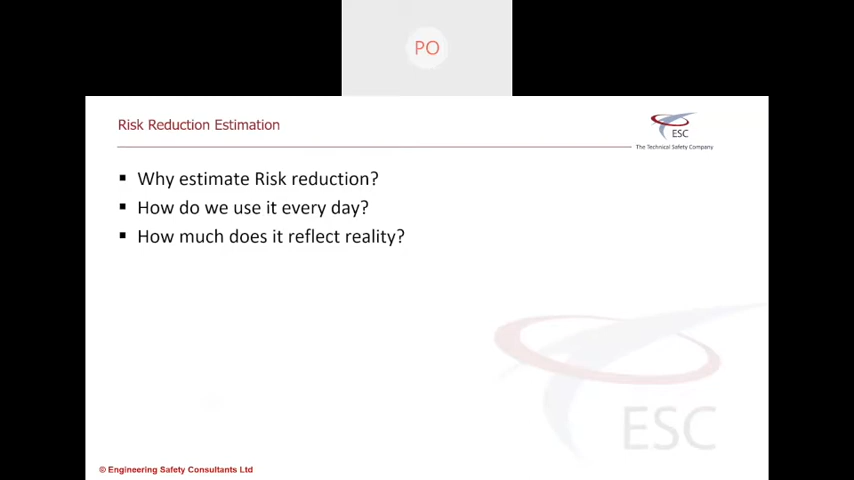 PO
Risk Reduction Estimation
ESC
The Technical Safety Company
▪ Why estimate Risk reduction?
▪ How do we use it every day?
▪ How much does it reflect reality?
ESC
© Engineering Safety Consultants Ltd